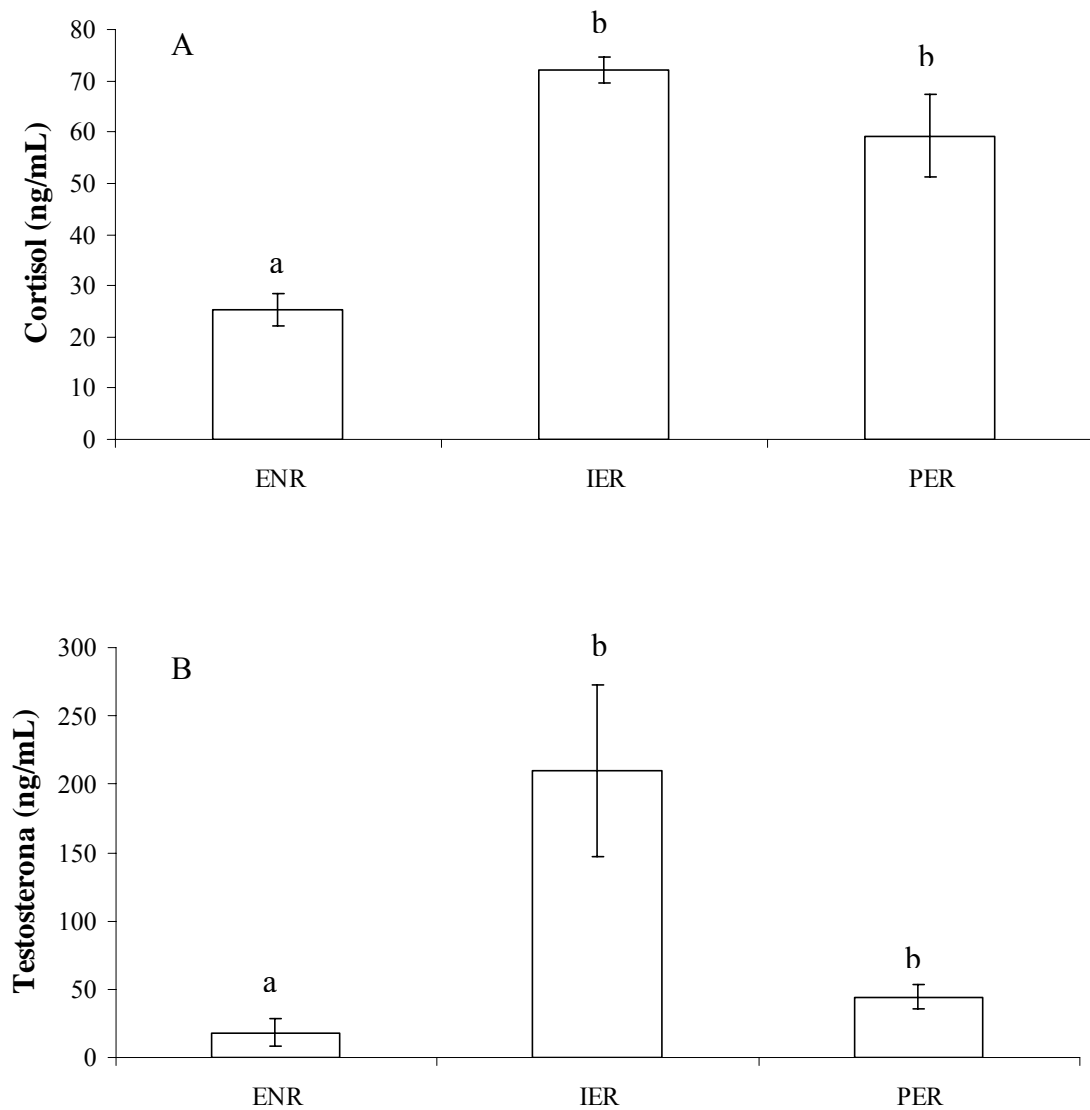 A
Cortisol (ng/mL)
80
70
60
50
40
30
20
10
0
a
b
b
ENR IER PER
B
Testosterona (ng/mL)
300
250
200
150
100
50
0
a
b
b
ENR IER PER